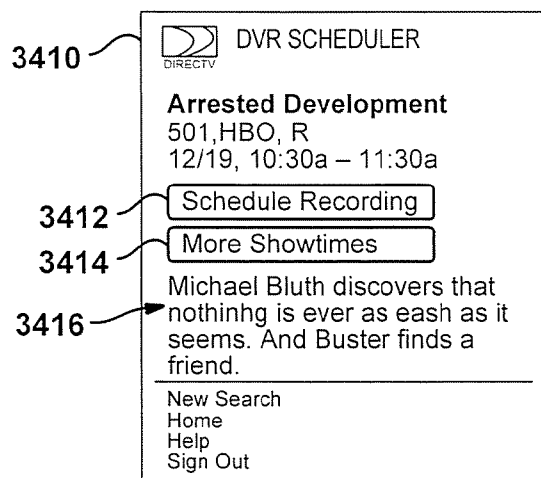 3410
DIRECTV
DVR SCHEDULER
Arrested Development
501,HBO, R
12/19, 10:30a – 11:30a
3412
Schedule Recording
3414
More Showtimes
3416
Michael Bluth discovers that
nothinhg is ever as eash as it
seems. And Buster finds a
friend.
New Search
Home
Help
Sign Out